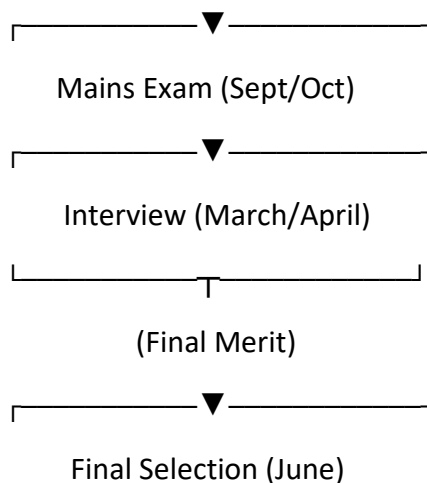 Mains Exam (Sept/Oct)
Interview (March/April)
(Final Merit)
Final Selection (June)